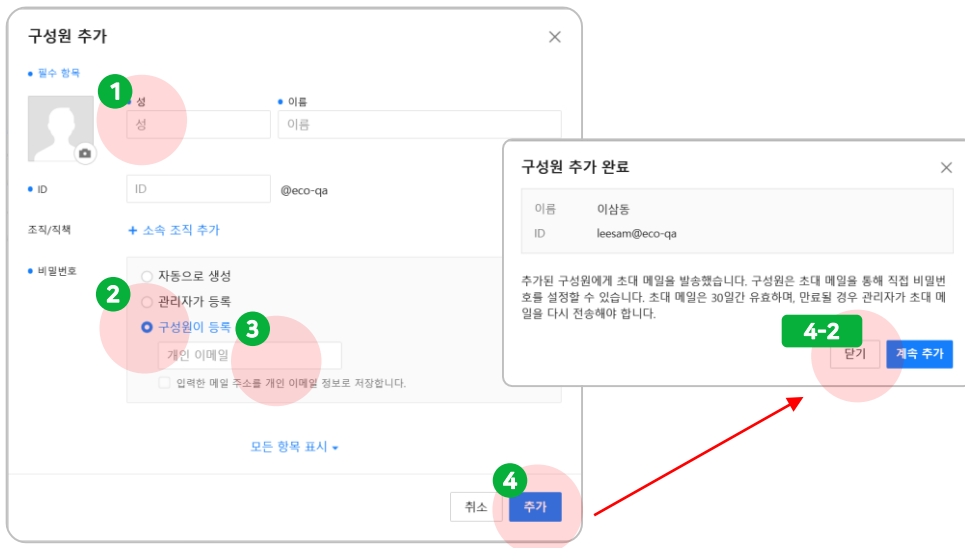 구성원 추가
필수 항목
1
성
이름
성
이름
ID
ID
@eco-qa
조직/직책
+ 소속 조직 추가
비밀번호
자동으로 생성
2
관리자가 등록
구성원이 등록
3
개인 이메일
입력한 메일 주소를 개인 이메일 정보로 저장합니다.
모든 항목 표시
4
취소
추가
구성원 추가 완료
이름
이삼동
ID
leesam@eco-qa
추가된 구성원에게 초대 메일을 발송했습니다. 구성원은 초대 메일을 통해 직접 비밀번
호를 설정할 수 있습니다. 초대 메일은 30일간 유효하며, 만료될 경우 관리자가 초대 메
일을 다시 전송해야 합니다.
4-2
닫기
계속 추가